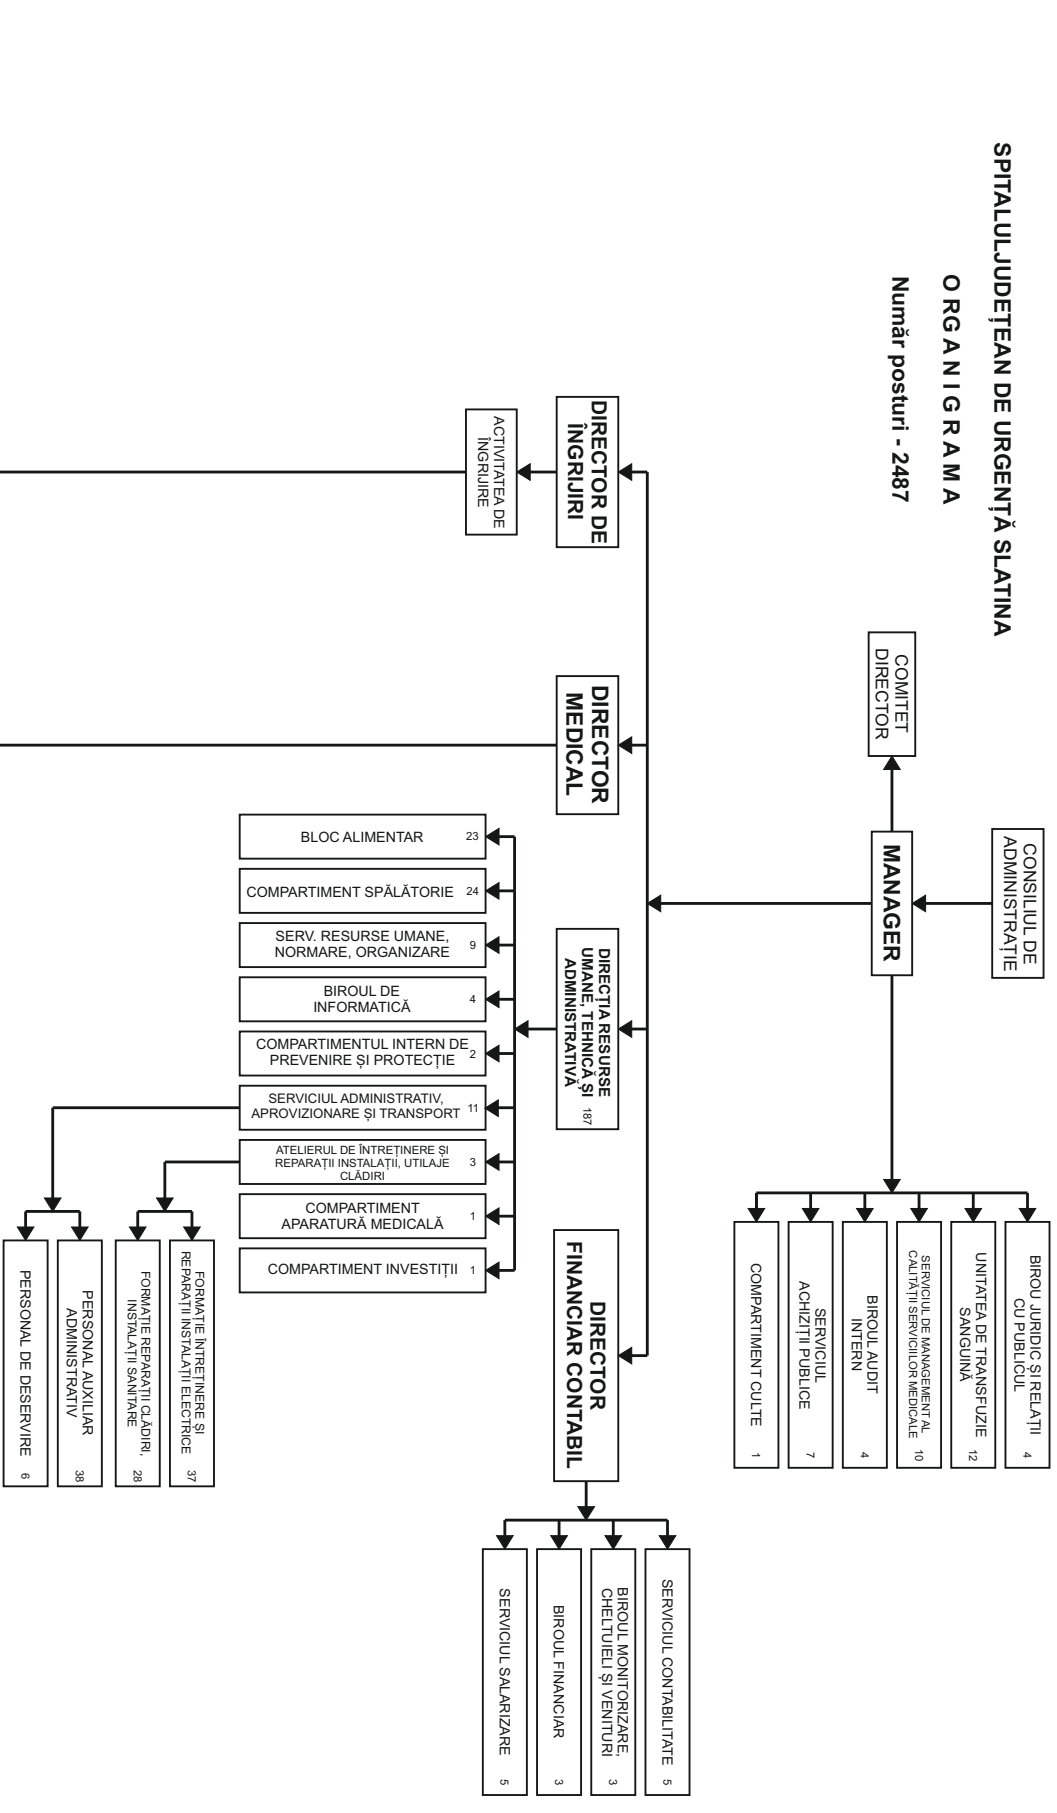 SPITALULJUDEȚEAN DE URGENȚĂ SLATINA
O RG A N I G R A M A
Număr posturi - 2487
CONSILIUL DE
ADMINISTRAȚIE
COMITET
DIRECTOR
MANAGER
BIROU JURIDIC ȘI RELAȚII
CU PUBLICUL
4
UNITATEA DE TRANSFUZIE
SANGUINĂ
12
SERVICIUL DE MANAGEMENT AL
CALITĂȚII SERVICIILOR MEDICALE
10
BIROUL AUDIT
INTERN
4
SERVICIUL
ACHIZIȚII PUBLICE
7
COMPARTIMENT CULTE
1
DIRECTOR DE
ÎNGRIJIRI
ACTIVITATEA DE
ÎNGRIJIRE
DIRECTOR
MEDICAL
DIRECȚIA RESURSE
UMANE, TEHNICĂ ȘI
ADMINISTRATIVĂ
187
DIRECTOR
FINANCIAR CONTABIL
BLOC ALIMENTAR 23
COMPARTIMENT SPĂLĂTORIE 24
SERV. RESURSE UMANE,
NORMARE, ORGANIZARE
9
BIROUL DE
INFORMATICĂ
4
COMPARTIMENTUL INTERN DE
PREVENIRE ȘI PROTECȚIE
2
SERVICIUL ADMINISTRATIV,
APROVIZIONARE ȘI TRANSPORT
11
ATELIERUL DE ÎNTREȚINERE ȘI
REPARAȚII INSTALAȚII, UTILAJE
CLĂDIRI
3
COMPARTIMENT
APARATURĂ MEDICALĂ
1
COMPARTIMENT INVESTIȚII 1
FORMAȚIE ÎNTREȚINERE ȘI
REPARAȚII INSTALAȚII ELECTRICE
37
FORMAȚIE REPARAȚII CLĂDIRI,
INSTALAȚII SANITARE
28
PERSONAL AUXILIAR
ADMINISTRATIV
38
PERSONAL DE DESERVIRE
6
SERVICIUL CONTABILITATE
5
BIROUL MONITORIZARE,
CHELTUIELI ȘI VENITURI
3
BIROUL FINANCIAR
3
SERVICIUL SALARIZARE
5